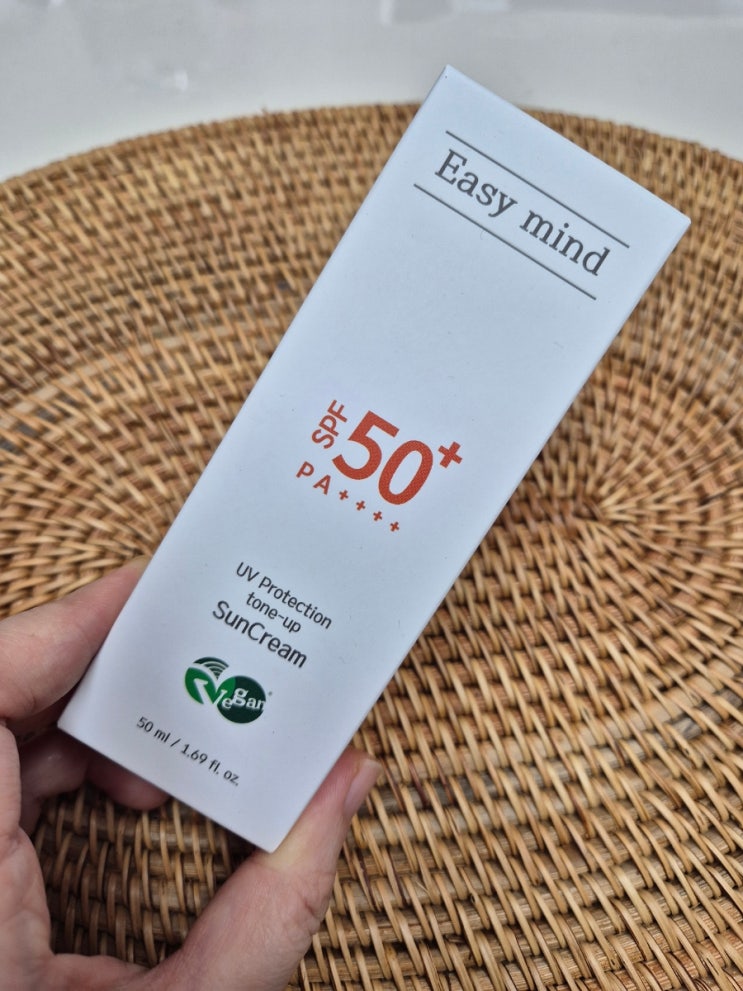 Easy mind
SPF 50+
PA++++
UV Protection
tone-up
SunCream
Vegan
50 ml / 1.69 fl. oz.